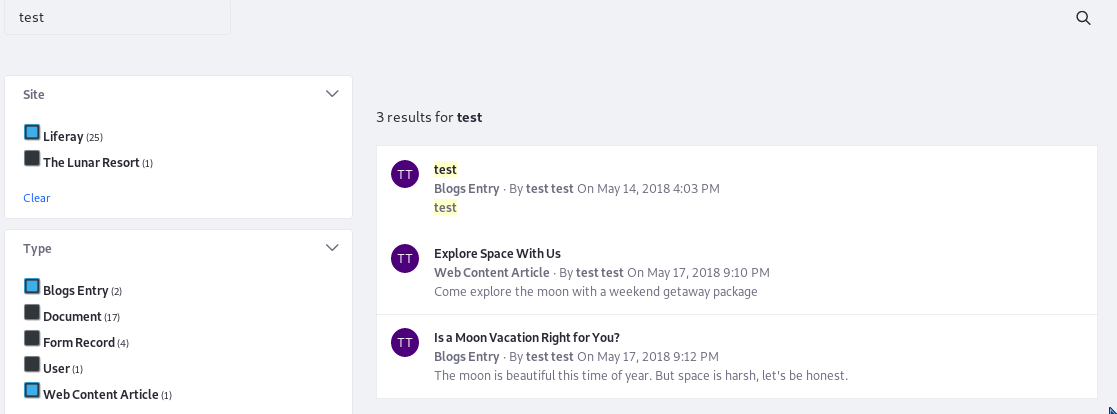 test
Site
Liferay (25)
The Lunar Resort (1)
Clear
Type
Blogs Entry (2)
Document (17)
Form Record (4)
User (1)
Web Content Article (1)
3 results for test
TT
test
Blogs Entry · By test test On May 14, 2018 4:03 PM
test
TT
Explore Space With Us
Web Content Article · By test test On May 17, 2018 9:10 PM
Come explore the moon with a weekend getaway package
TT
Is a Moon Vacation Right for You?
Blogs Entry · By test test On May 17, 2018 9:12 PM
The moon is beautiful this time of year. But space is harsh, let's be honest.